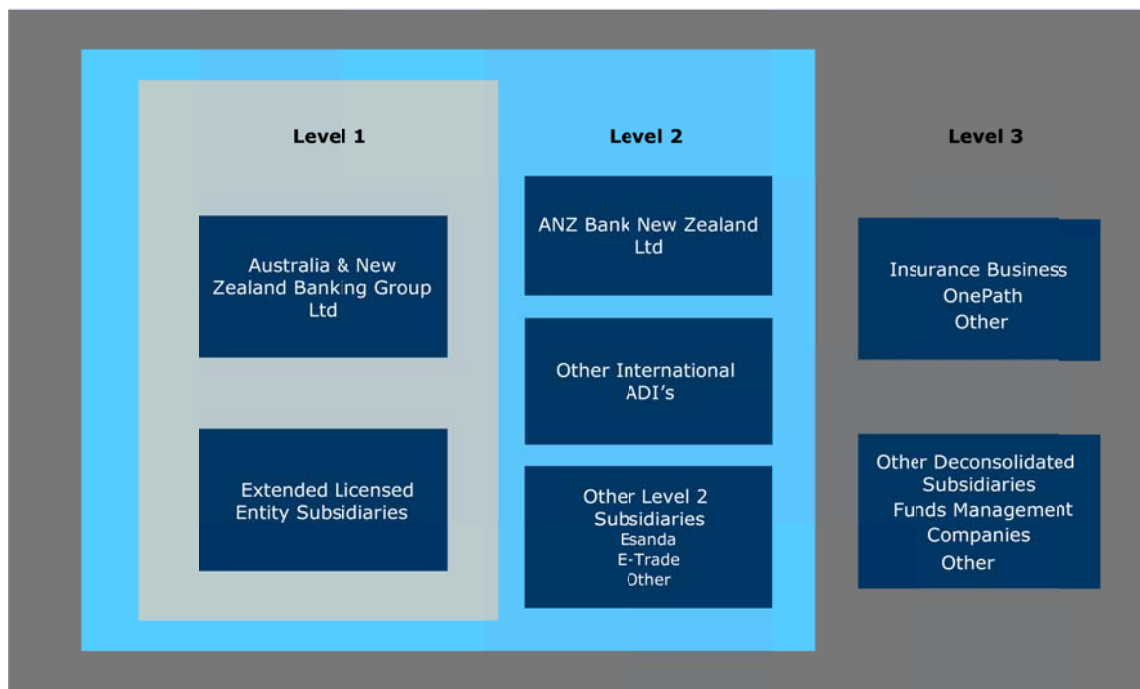 Level 1
Australia & New
Zealand Banking Group
Ltd
Extended Licensed
Entity Subsidiaries
Level 2
ANZ Bank New Zealand
Ltd
Other International
ADI’s
Other Level 2
Subsidiaries
Esanda
E-Trade
Other
Level 3
Insurance Business
OnePath
Other
Other Deconsolidated
Subsidiaries
Funds Management
Companies
Other